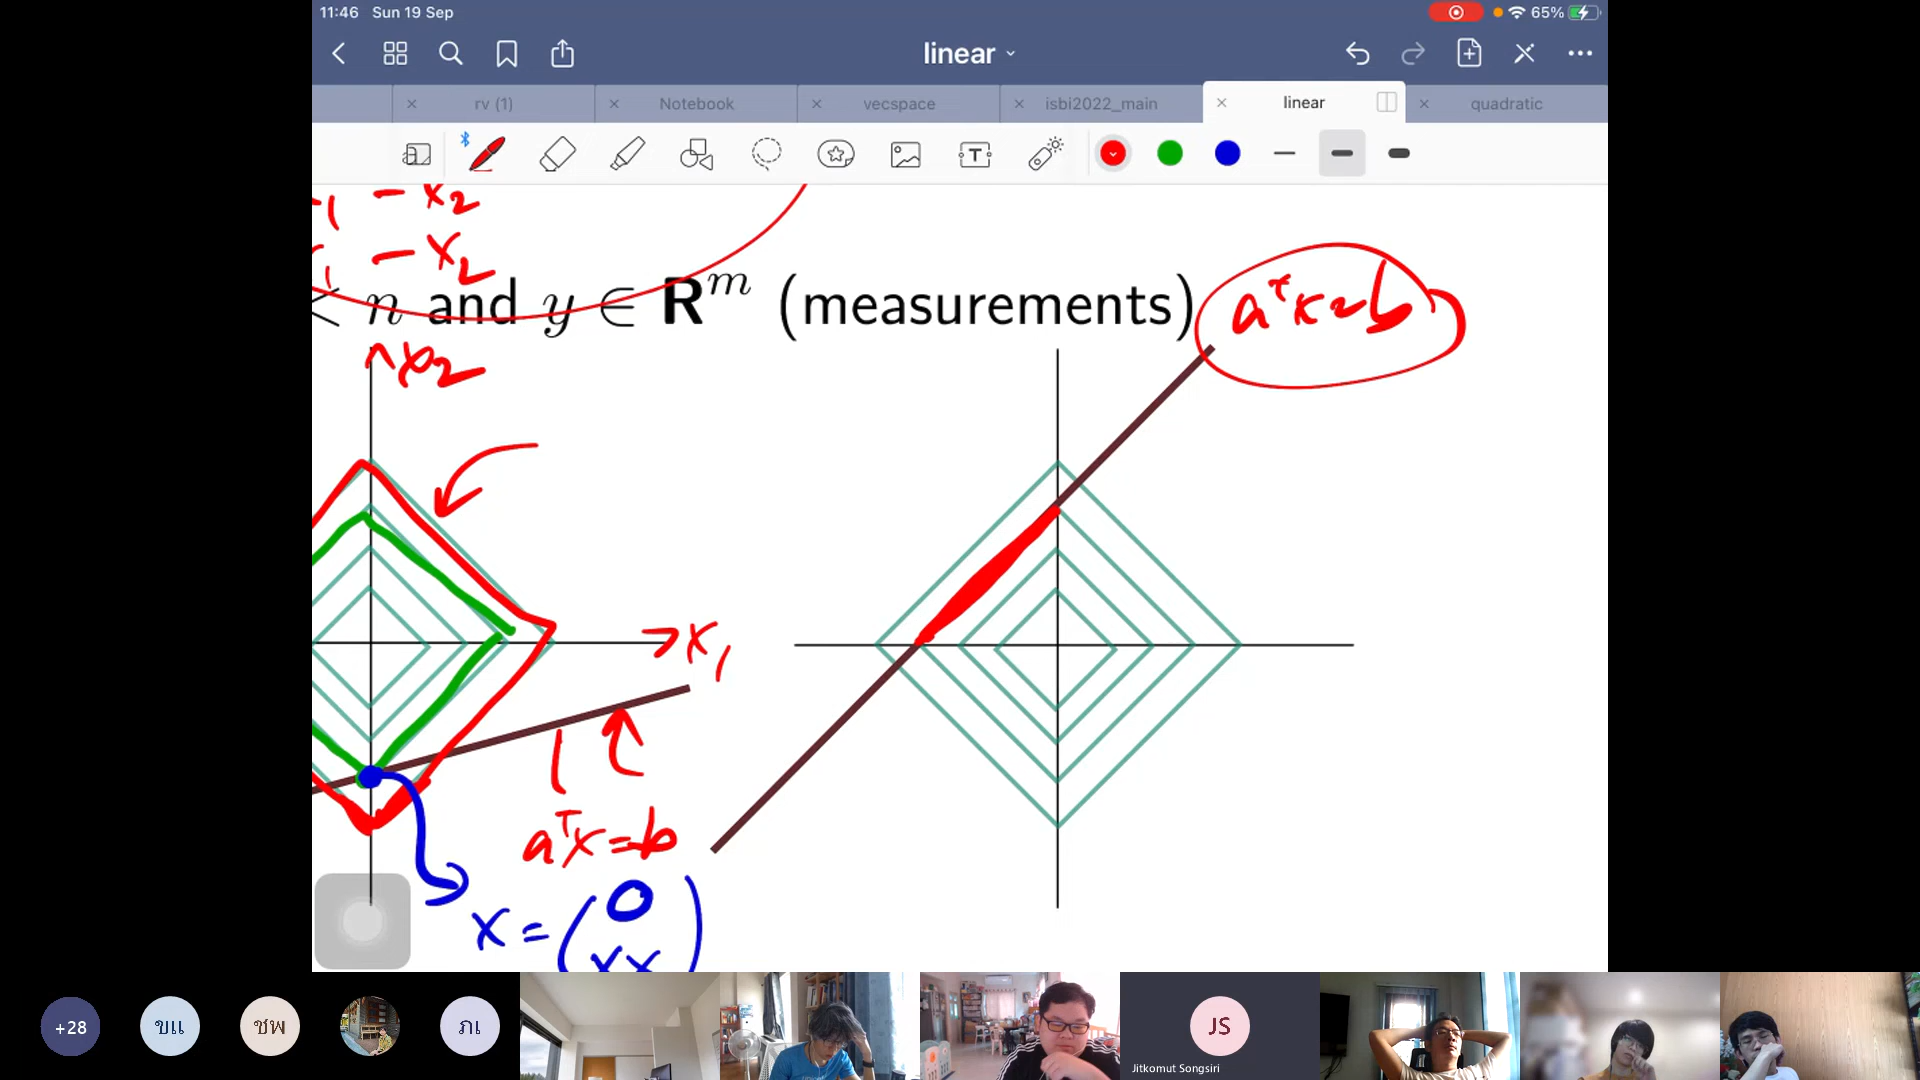 11:46 Sun 19 Sep
65%
linear
rv (1)
Notebook
vecspace
isbi2022_main
linear
quadratic
T
− x₂
− x₂
< n and y ∈ Rᵐ (measurements)
aᵀx = b
x₂
x₁
aᵀx = b
x = ( 0
x x )
+28
ขแ
ชพ
ภเ
JS
Jitkomut Songsiri